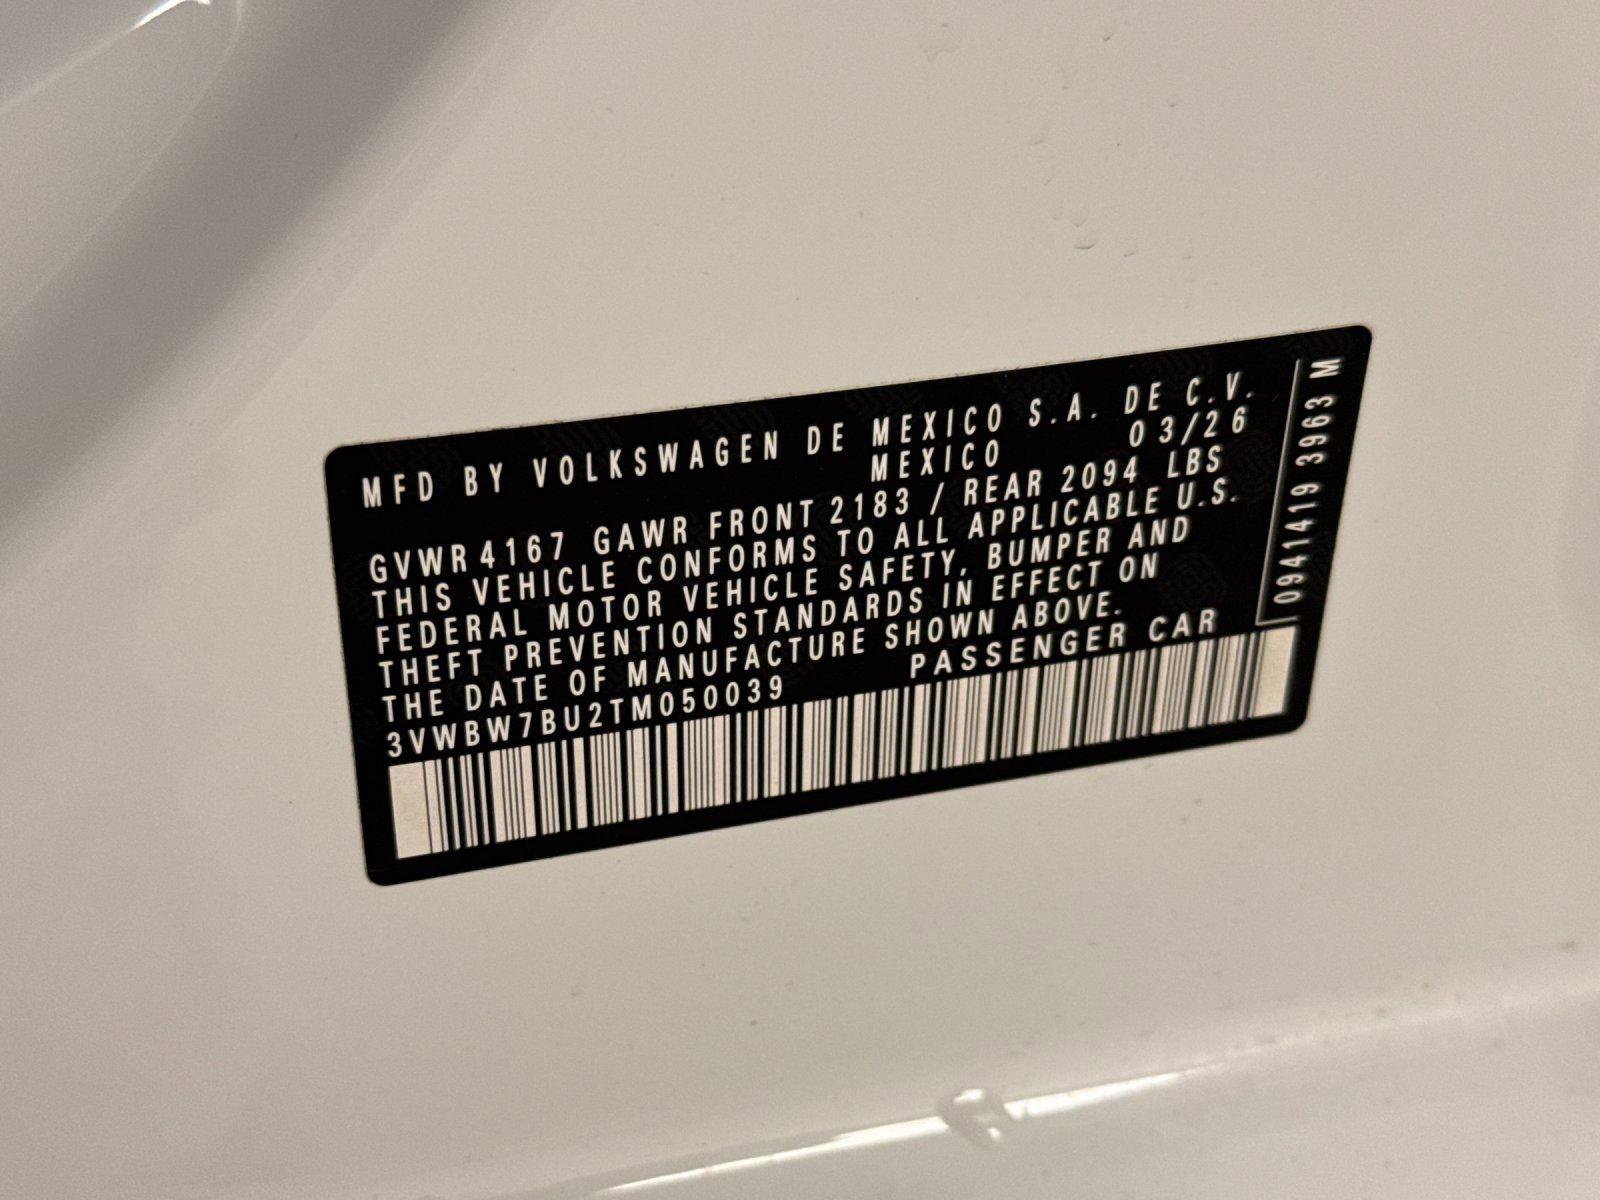 MFD BY VOLKSWAGEN DE MEXICO S.A. DE C.V.
MEXICO 03/26
GVWR 4167 GAWR FRONT 2183 / REAR 2094 LBS
THIS VEHICLE CONFORMS TO ALL APPLICABLE U.S.
FEDERAL MOTOR VEHICLE SAFETY, BUMPER AND
THEFT PREVENTION STANDARDS IN EFFECT ON
THE DATE OF MANUFACTURE SHOWN ABOVE.
3VWBW7BU2TM050039 PASSENGER CAR
0941419 3963 M